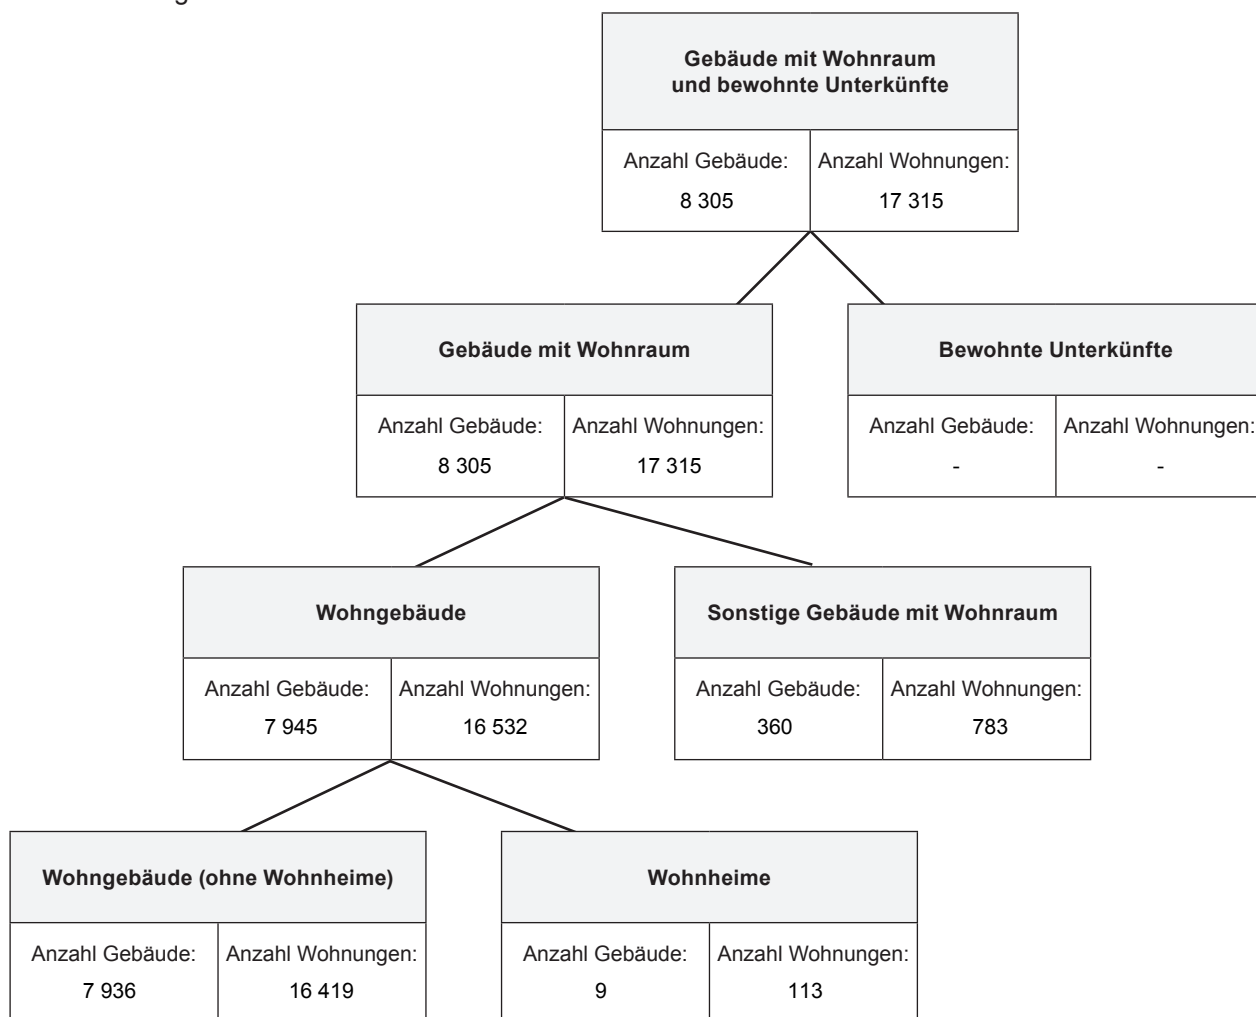 Gebäude mit Wohnraum
und bewohnte Unterkünfte
Anzahl Gebäude: Anzahl Wohnungen:
8 305 17 315
Gebäude mit Wohnraum Bewohnte Unterkünfte
Anzahl Gebäude: Anzahl Wohnungen: Anzahl Gebäude: Anzahl Wohnungen:
8 305 17 315 - -
Wohngebäude Sonstige Gebäude mit Wohnraum
Anzahl Gebäude: Anzahl Wohnungen: Anzahl Gebäude: Anzahl Wohnungen:
7 945 16 532 360 783
Wohngebäude (ohne Wohnheime) Wohnheime
Anzahl Gebäude: Anzahl Wohnungen: Anzahl Gebäude: Anzahl Wohnungen:
7 936 16 419 9 113